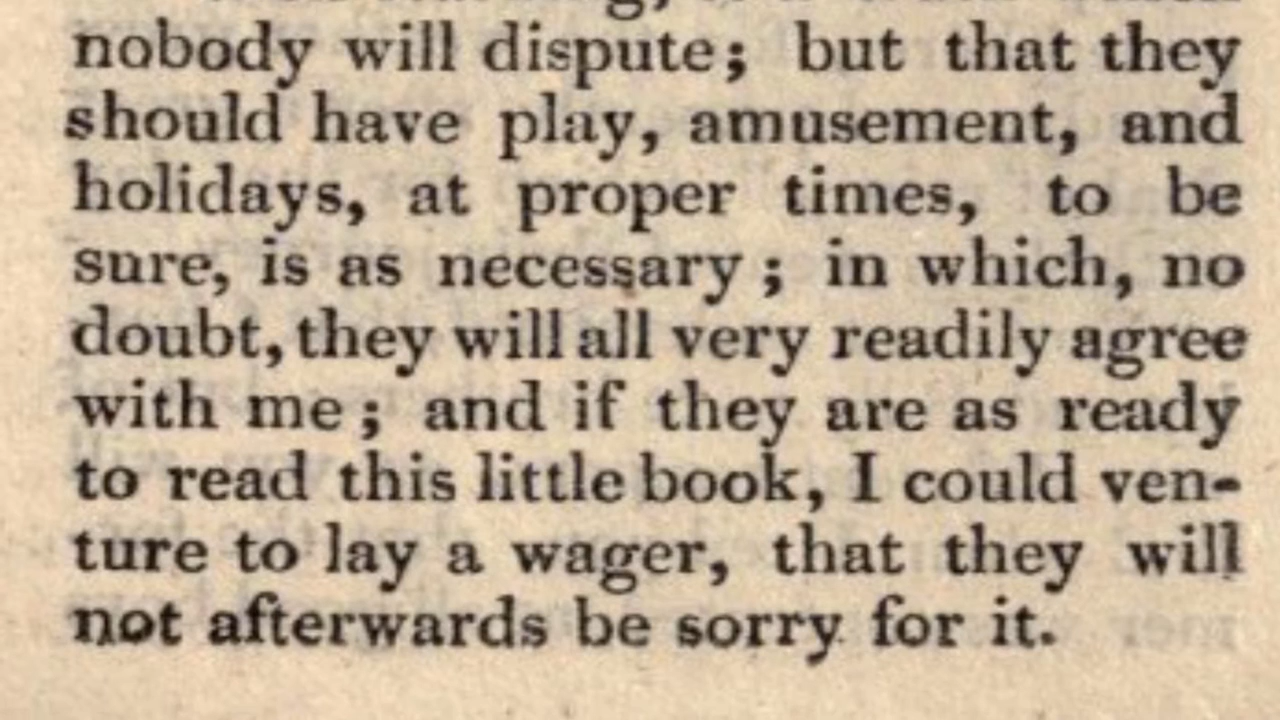 nobody will dispute; but that they
should have play, amusement, and
holidays, at proper times, to be
sure, is as necessary; in which, no
doubt, they will all very readily agree
with me; and if they are as ready
to read this little book, I could ven-
ture to lay a wager, that they will
not afterwards be sorry for it.